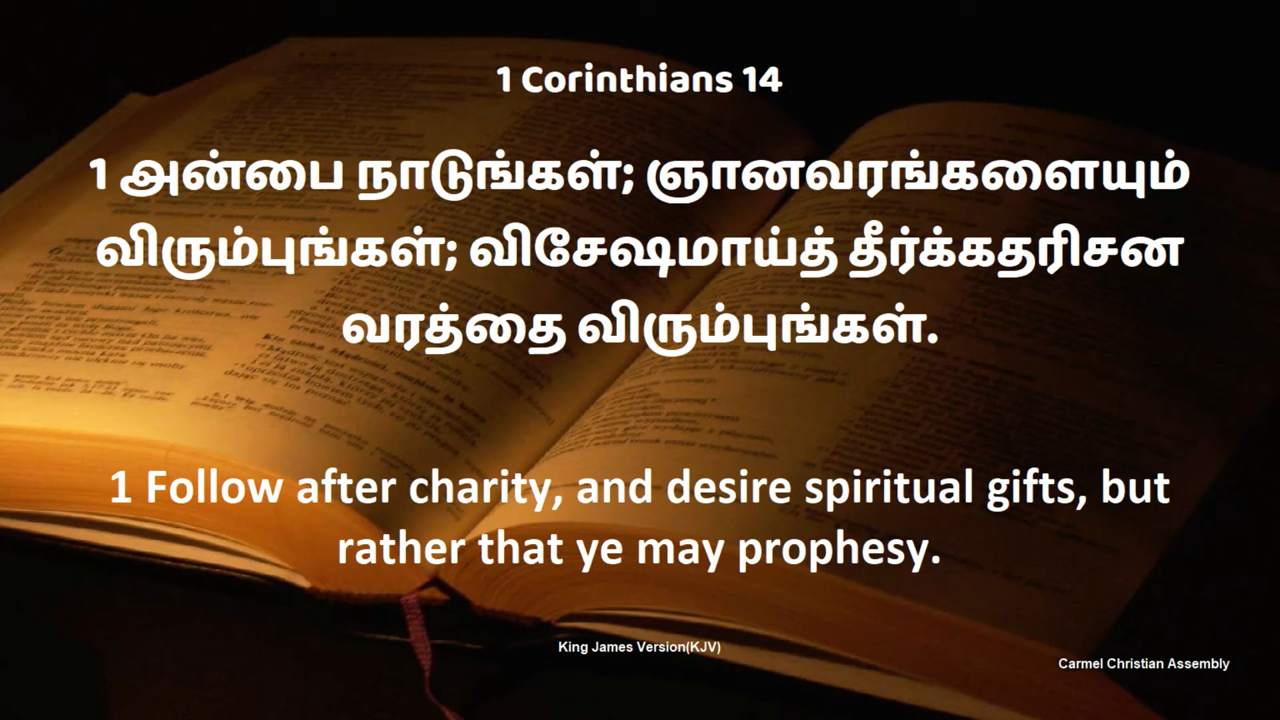 1 Corinthians 14
1 அன்பை நாடுங்கள்; ஞானவரங்களையும்
விரும்புங்கள்; விசேஷமாய்த் தீர்க்கதரிசன
வரத்தை விரும்புங்கள்.
1 Follow after charity, and desire spiritual gifts, but
rather that ye may prophesy.
King James Version(KJV)
Carmel Christian Assembly